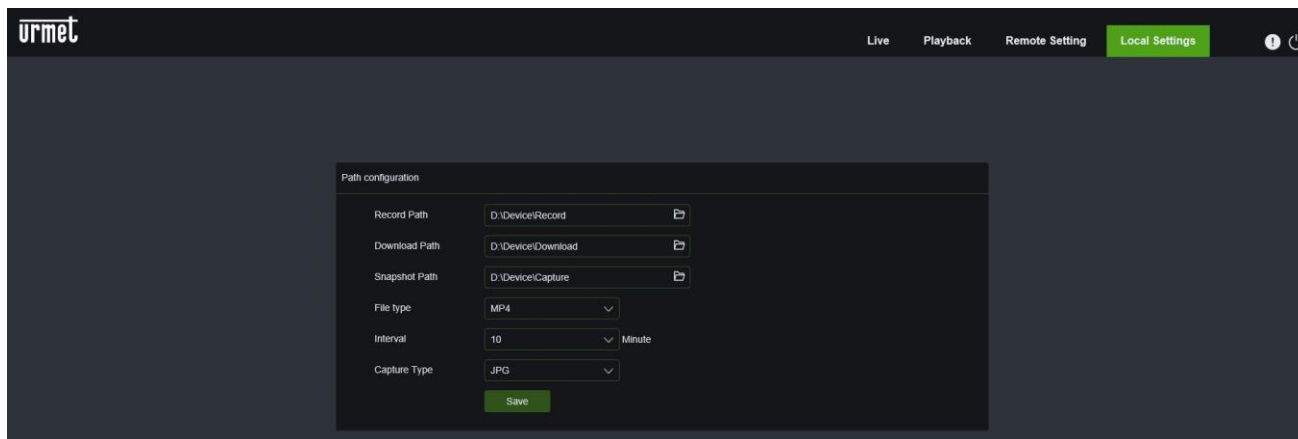 urmet
Live Playback Remote Setting Local Settings
Path configuration
Record Path D:\Device\Record
Download Path D:\Device\Download
Snapshot Path D:\Device\Capture
File type MP4
Interval 10 Minute
Capture Type JPG
Save